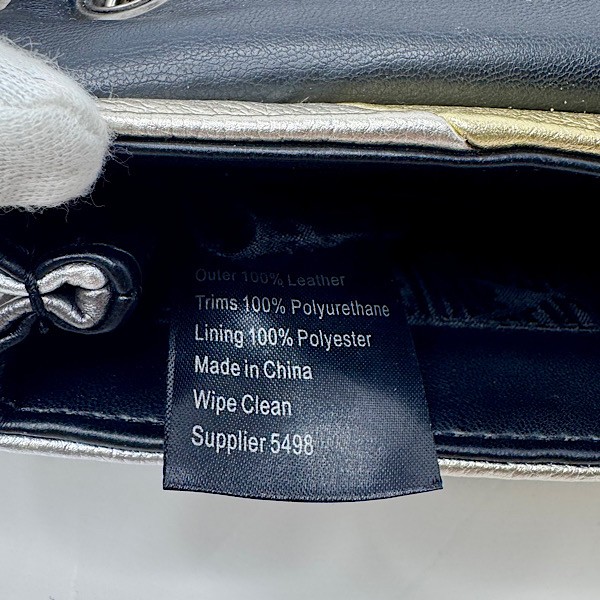 Outer 100% Leather
Trims 100% Polyurethane
Lining 100% Polyester
Made in China
Wipe Clean
Supplier 5498